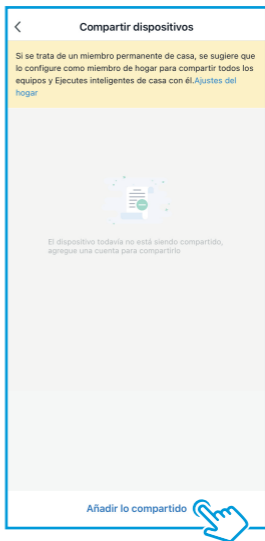 Compartir dispositivos
Si se trata de un miembro permanente de casa, se sugiere que
lo configure como miembro de hogar para compartir todos los
equipos y Ejecutes inteligentes de casa con él.Ajustes del
hogar
El dispositivo todavía no está siendo compartido,
agregue una cuenta para compartirlo
Añadir lo compartido